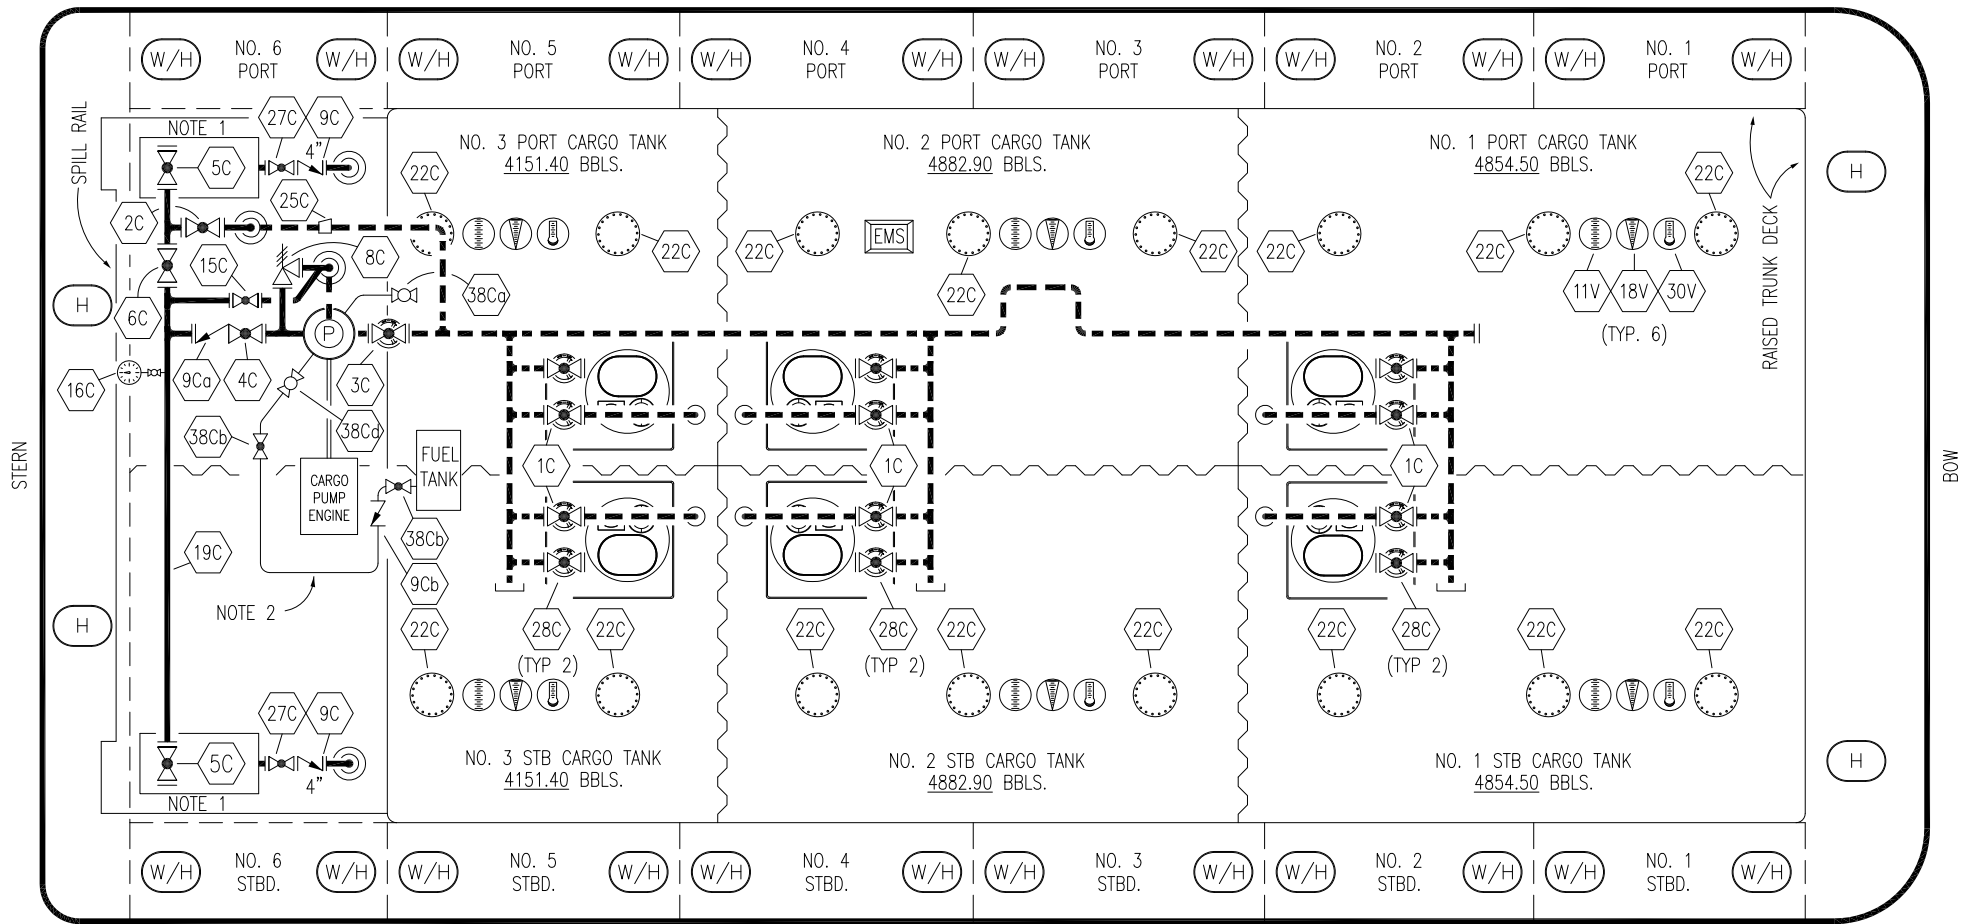 W/H
NO. 6
PORT
W/H
W/H
NO. 5
PORT
W/H
W/H
NO. 4
PORT
W/H
W/H
NO. 3
PORT
W/H
W/H
NO. 2
PORT
W/H
W/H
NO. 1
PORT
W/H
SPILL RAIL
NOTE 1
27C
9C
4"
5C
25C
2C
15C
8C
6C
38Ca
H
P
16C
9Ca
4C
3C
38Cb
38Cd
STERN
CARGO
PUMP
ENGINE
FUEL
TANK
38Cb
19C
9Cb
NOTE 2
H
27C
9C
5C
4"
NOTE 1
NO. 3 PORT CARGO TANK
4151.40 BBLS.
22C
22C
NO. 2 PORT CARGO TANK
4882.90 BBLS.
22C
EMS
22C
22C
NO. 1 PORT CARGO TANK
4854.50 BBLS.
22C
22C
22C
11V
18V
30V
(TYP. 6)
RAISED TRUNK DECK
H
1C
1C
1C
BOW
22C
28C
(TYP 2)
22C
22C
28C
(TYP 2)
22C
22C
22C
28C
(TYP 2)
22C
22C
NO. 3 STB CARGO TANK
4151.40 BBLS.
NO. 2 STB CARGO TANK
4882.90 BBLS.
NO. 1 STB CARGO TANK
4854.50 BBLS.
H
W/H
NO. 6
STBD.
W/H
W/H
NO. 5
STBD.
W/H
W/H
NO. 4
STBD.
W/H
W/H
NO. 3
STBD.
W/H
W/H
NO. 2
STBD.
W/H
W/H
NO. 1
STBD.
W/H